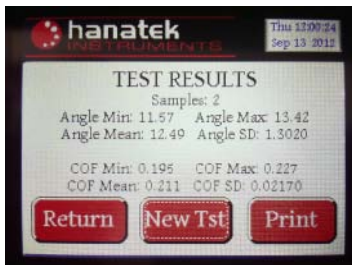 hanatek
INSTRUMENTS
Thu 12:00:24
Sep 13 2012
TEST RESULTS
Samples: 2
Angle Min: 11.57 Angle Max: 13.42
Angle Mean: 12.49 Angle SD: 1.3020
COF Min: 0.195 COF Max: 0.227
COF Mean: 0.211 COF SD: 0.02170
Return New Tst Print